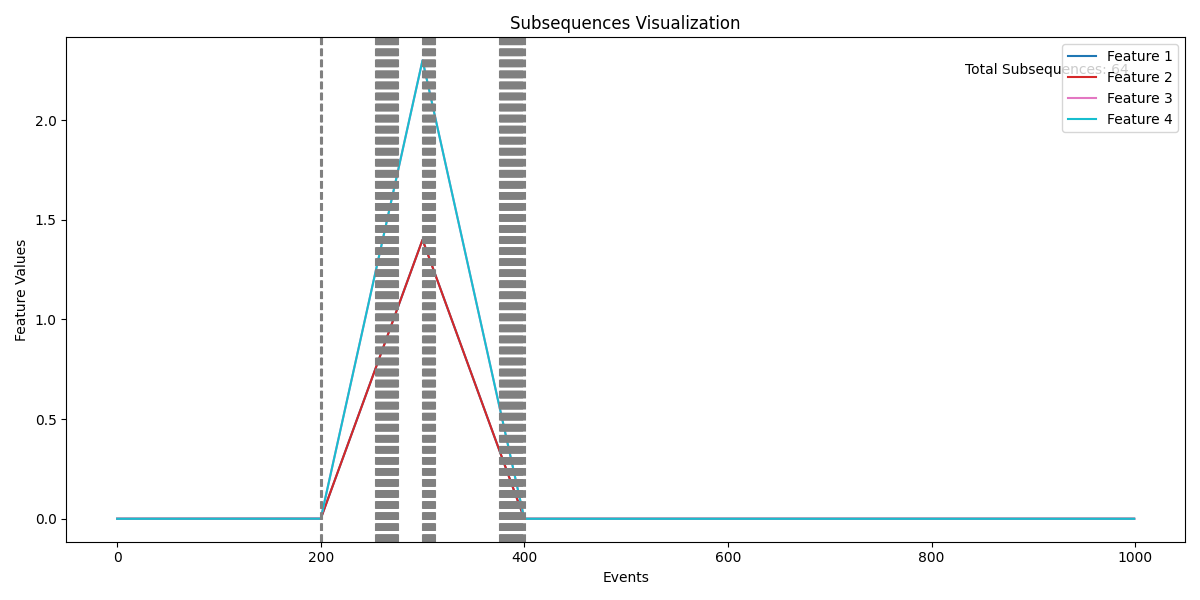 Subsequences Visualization
Total Subsequences: 64
Feature 1
Feature 2
Feature 3
Feature 4
Feature Values
2.0
1.5
1.0
0.5
0.0
0 200 400 600 800 1000
Events